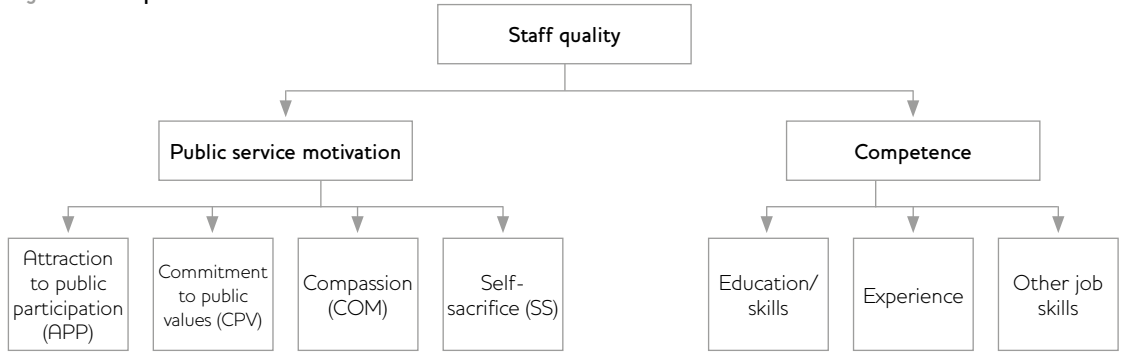 Staff quality
Public service motivation
Competence
Attraction
to public
participation
(APP)
Commitment
to public
values (CPV)
Compassion
(COM)
Self-
sacrifice (SS)
Education/
skills
Experience
Other job
skills